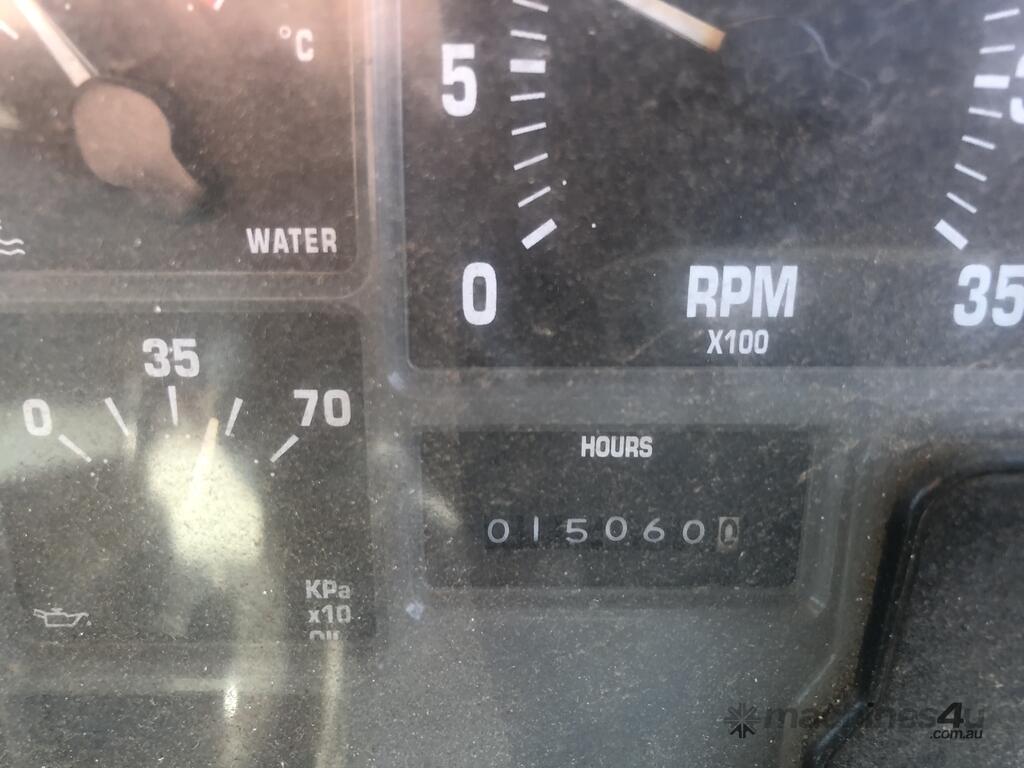 °C
WATER
5
0
35
RPM
X100
0
35
70
KPa
x10
HOURS
0150600
machines4u
.com.au